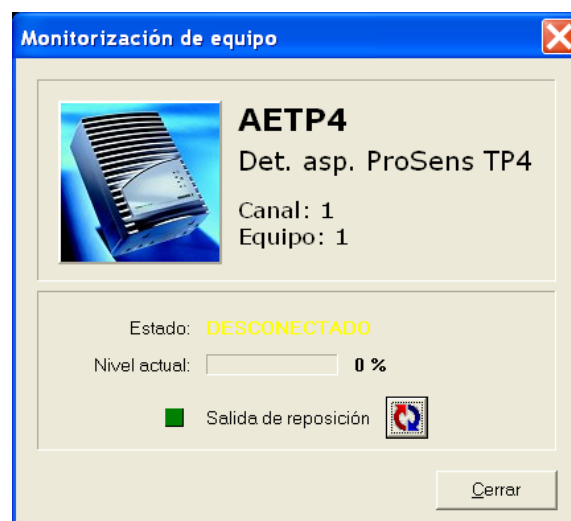 Monitorización de equipo
AETP4
Det. asp. ProSens TP4
Canal: 1
Equipo: 1
Estado: DESCONECTADO
Nivel actual: 0 %
Salida de reposición
Cerrar